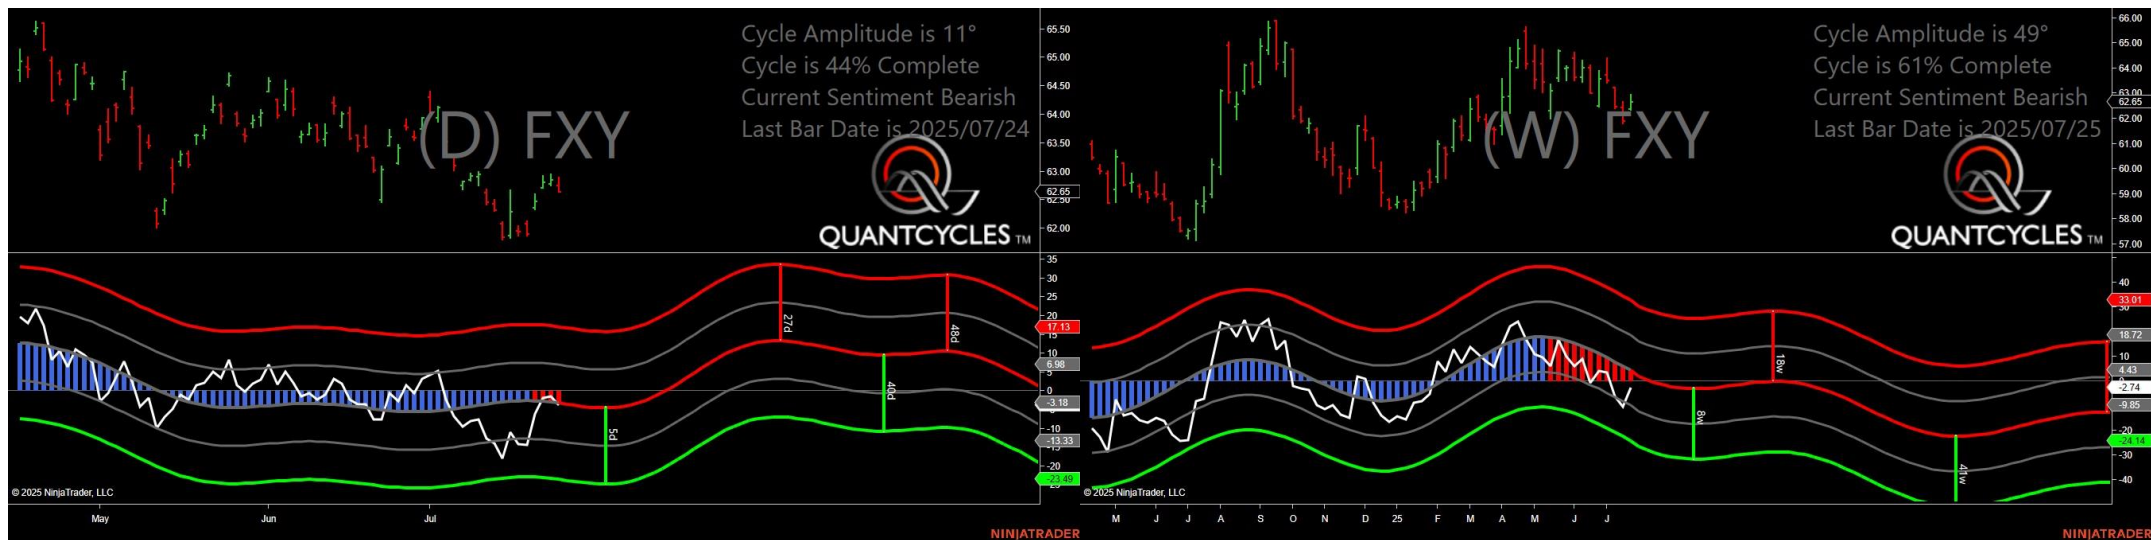 Cycle Amplitude is 11°
Cycle is 44% Complete
Current Sentiment Bearish
Last Bar Date is 2025/07/24
(D) FXY
QUANTCYCLES TM
65.50
65.00
64.50
64.00
63.50
63.00
62.65
62.50
62.00
35
30
25
20
17.13
15
10
6.98
5
0
-3.18
-10
-13.33
-15
-20
-23.49
27d
48d
40d
5d
© 2025 NinjaTrader, LLC
May
Jun
Jul
NINJATRADER
Cycle Amplitude is 49°
Cycle is 61% Complete
Current Sentiment Bearish
Last Bar Date is 2025/07/25
(W) FXY
QUANTCYCLES TM
66.00
65.00
64.00
63.00
62.65
62.00
61.00
60.00
59.00
58.00
57.00
40
33.01
18.72
10
4.43
-2.74
-9.85
-20
-24.14
-30
-40
18w
8w
41w
© 2025 NinjaTrader, LLC
M J J A S O N D 25 F M A M J J
NINJATRADER